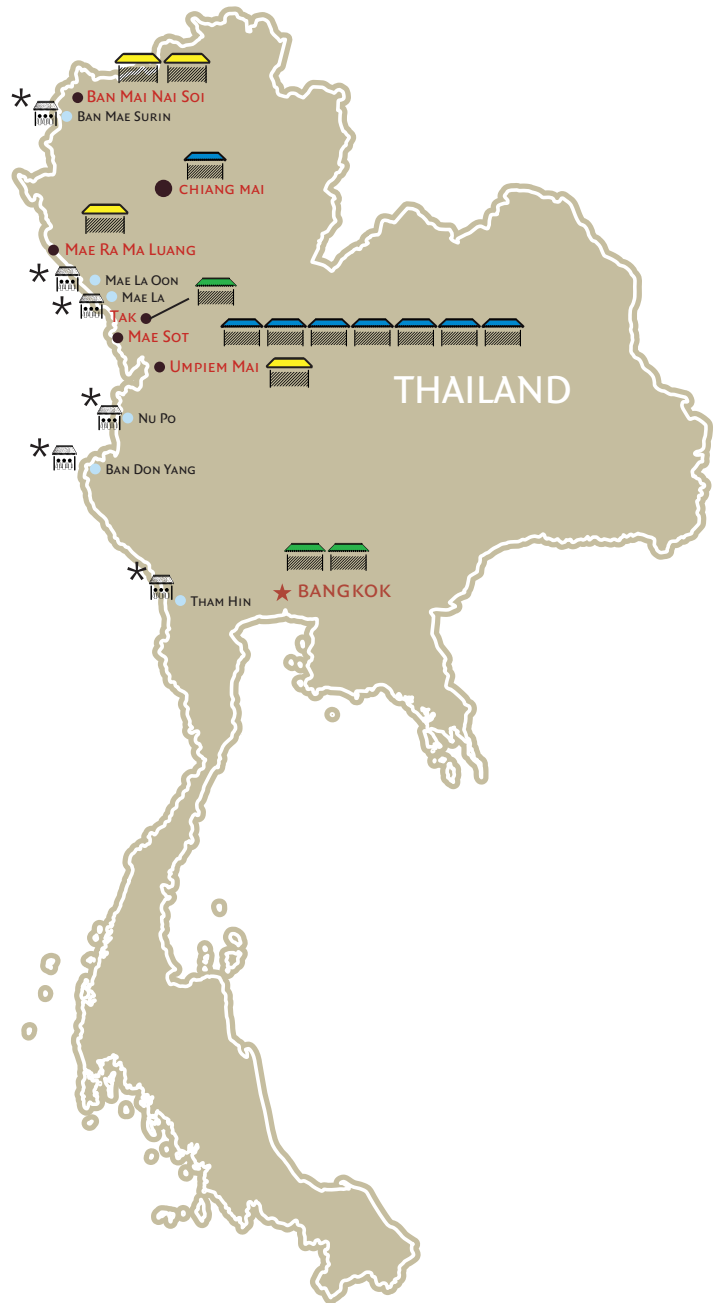 Ban Mai Nai Soi
Ban Mae Surin
CHIANG MAI
Mae Ra Ma Luang
Mae La Oon
Mae La
Tak
Mae Sot
Umpiem Mai
THAILAND
Nu Po
Ban Don Yang
BANGKOK
Tham Hin